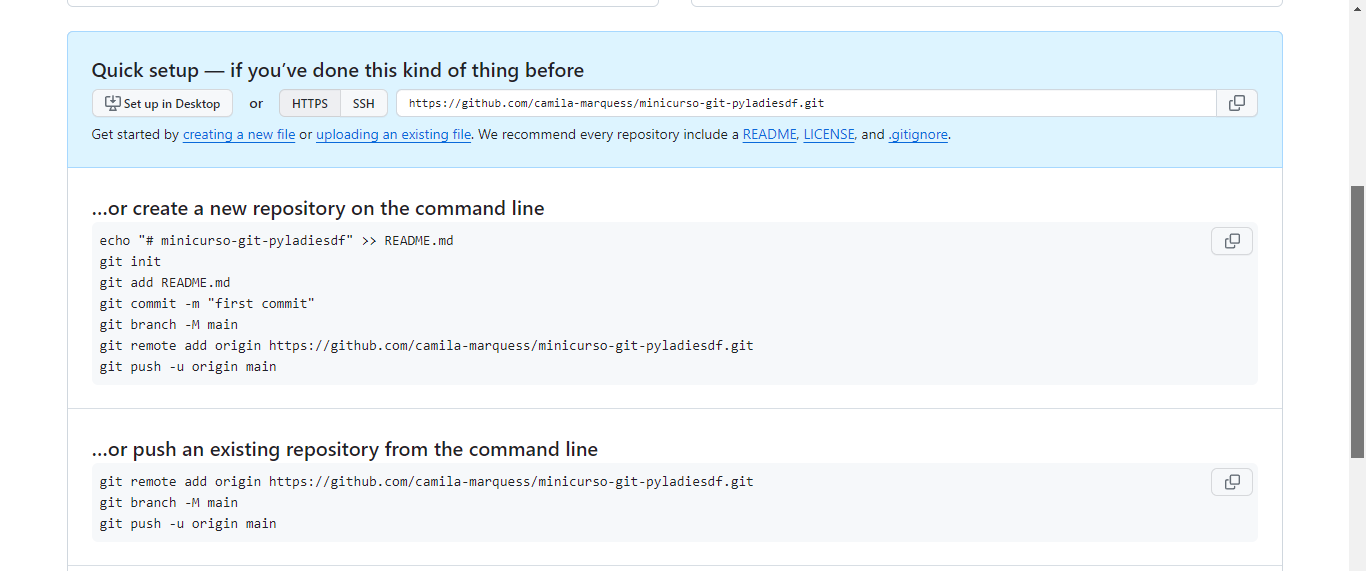 Quick setup — if you’ve done this kind of thing before
Set up in Desktop or HTTPS SSH https://github.com/camila-marquess/minicurso-git-pyladiesdf.git
Get started by creating a new file or uploading an existing file. We recommend every repository include a README, LICENSE, and .gitignore.
…or create a new repository on the command line
echo "# minicurso-git-pyladiesdf" >> README.md
git init
git add README.md
git commit -m "first commit"
git branch -M main
git remote add origin https://github.com/camila-marquess/minicurso-git-pyladiesdf.git
git push -u origin main
…or push an existing repository from the command line
git remote add origin https://github.com/camila-marquess/minicurso-git-pyladiesdf.git
git branch -M main
git push -u origin main